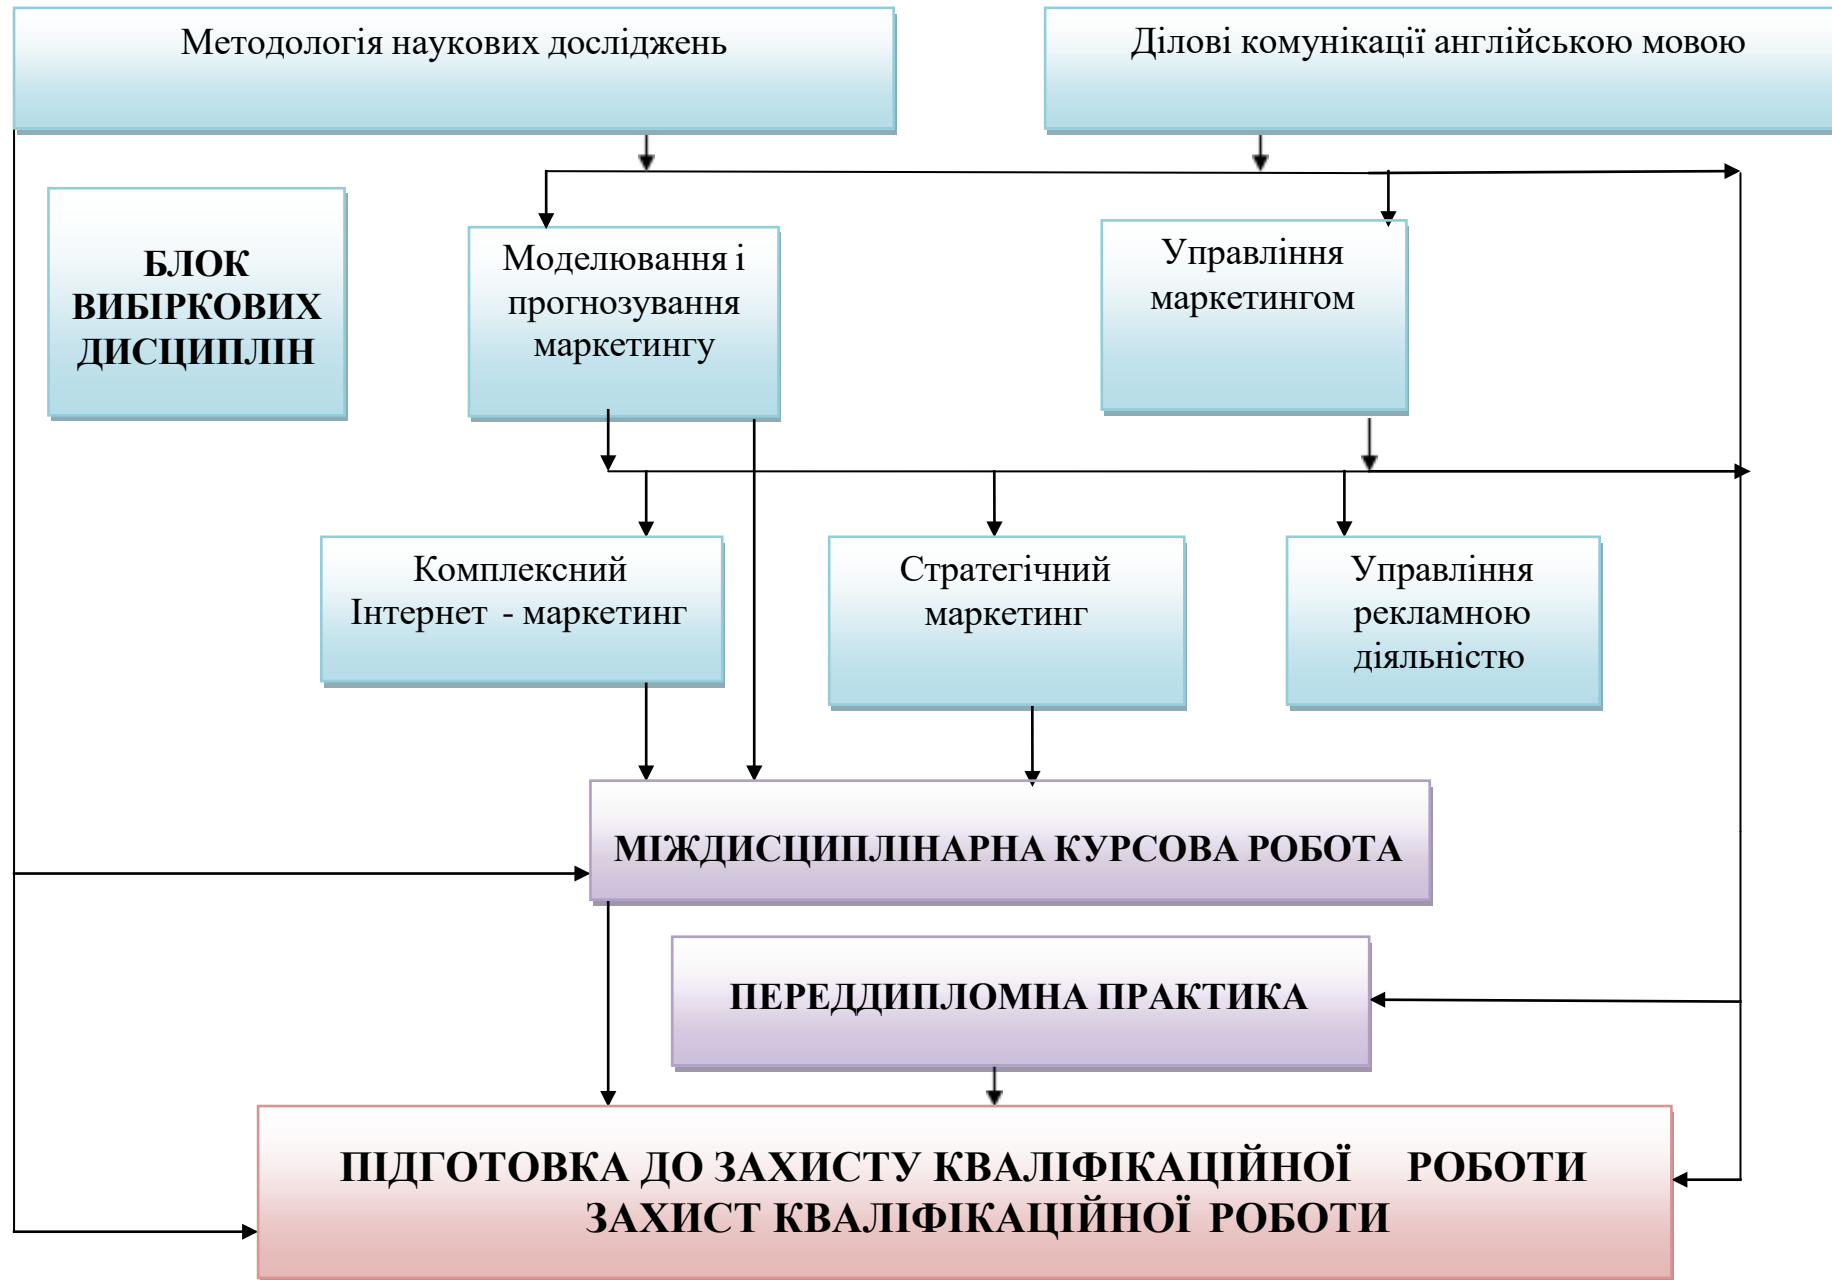 Методологія наукових досліджень
Ділові комунікації англійською мовою
БЛОК
ВИБІРКОВИХ
ДИСЦИПЛІН
Моделювання і
прогнозування
маркетингу
Управління
маркетингом
Комплексний
Інтернет - маркетинг
Стратегічний
маркетинг
Управління
рекламною
діяльністю
МІЖДИСЦИПЛІНАРНА КУРСОВА РОБОТА
ПЕРЕДДИПЛОМНА ПРАКТИКА
ПІДГОТОВКА ДО ЗАХИСТУ КВАЛІФІКАЦІЙНОЇ РОБОТИ
ЗАХИСТ КВАЛІФІКАЦІЙНОЇ РОБОТИ